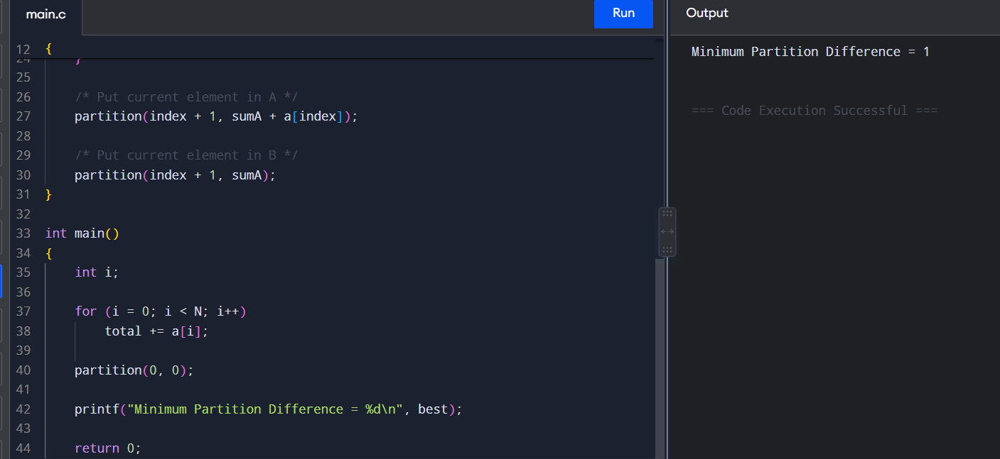 main.c
Run
Output
12 {
24 }
25
26 /* Put current element in A */
27 partition(index + 1, sumA + a[index]);
28
29 /* Put current element in B */
30 partition(index + 1, sumA);
31 }
32
33 int main()
34 {
35 int i;
36
37 for (i = 0; i < N; i++)
38 total += a[i];
39
40 partition(0, 0);
41
42 printf("Minimum Partition Difference = %d\n", best);
43
44 return 0;
Minimum Partition Difference = 1
=== Code Execution Successful ===